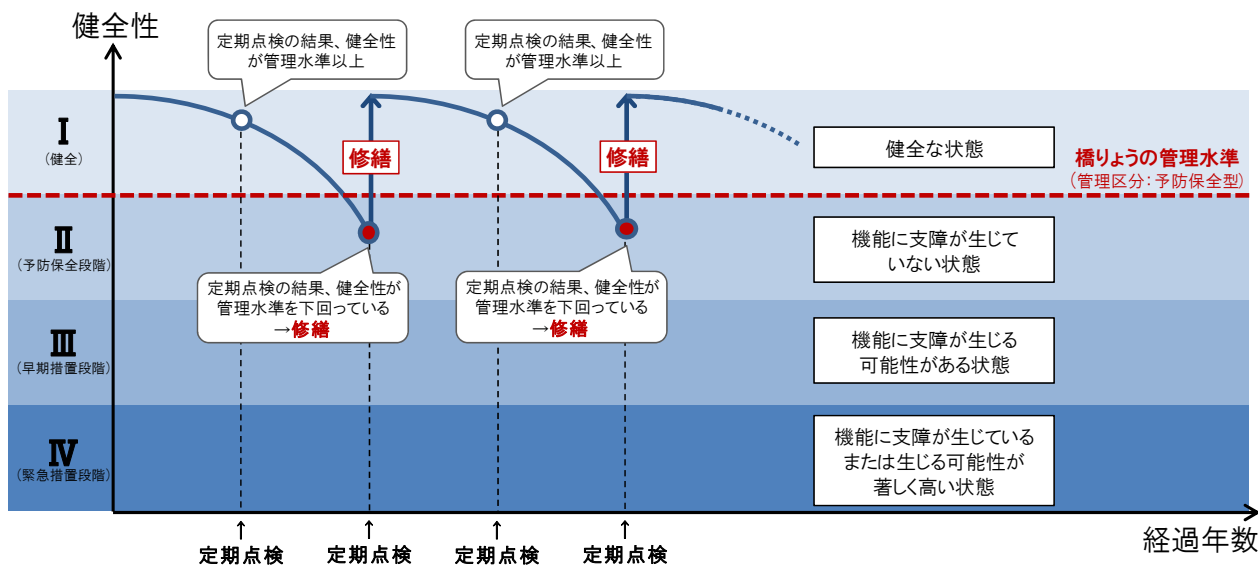 健全性
定期点検の結果、健全性
が管理水準以上
定期点検の結果、健全性
が管理水準以上
Ⅰ
(健全)
修繕
修繕
健全な状態
橋りょうの管理水準
(管理区分：予防保全型)
Ⅱ
(予防保全段階)
機能に支障が生じて
いない状態
定期点検の結果、健全性が
管理水準を下回っている
→修繕
定期点検の結果、健全性が
管理水準を下回っている
→修繕
Ⅲ
(早期措置段階)
機能に支障が生じる
可能性がある状態
Ⅳ
(緊急措置段階)
機能に支障が生じている
または生じる可能性が
著しく高い状態
↑
定期点検
↑
定期点検
↑
定期点検
↑
定期点検
経過年数